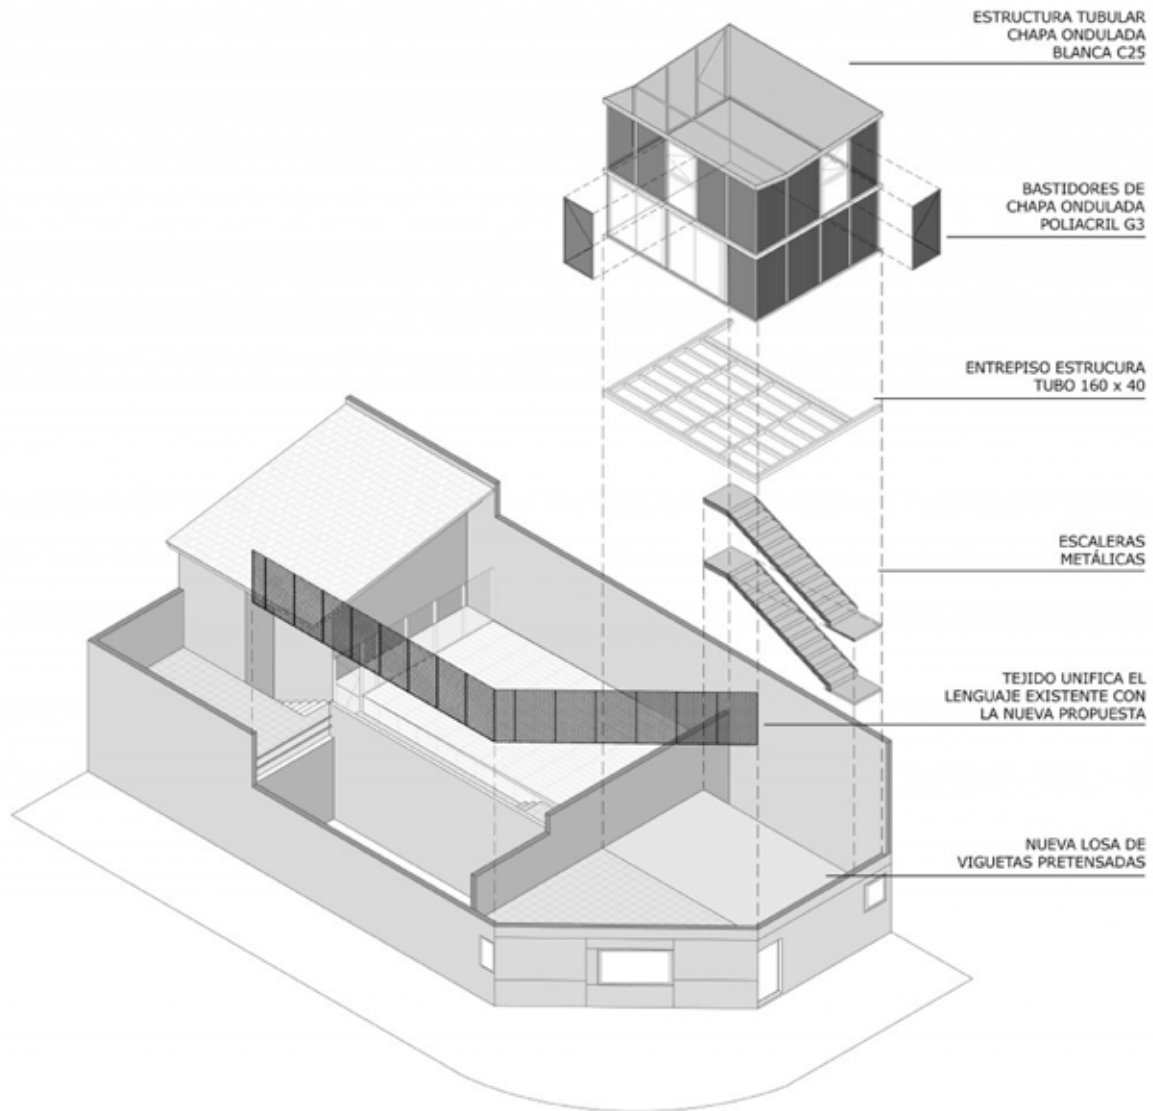 ESTRUCTURA TUBULAR
CHAPA ONDULADA
BLANCA C25
BASTIDORES DE
CHAPA ONDULADA
POLIACRIL G3
ENTREPISO ESTRUCURA
TUBO 160 x 40
ESCALERAS
METÁLICAS
TEJIDO UNIFICA EL
LENGUAJE EXISTENTE CON
LA NUEVA PROPUESTA
NUEVA LOSA DE
VIGUETAS PRETENSADAS